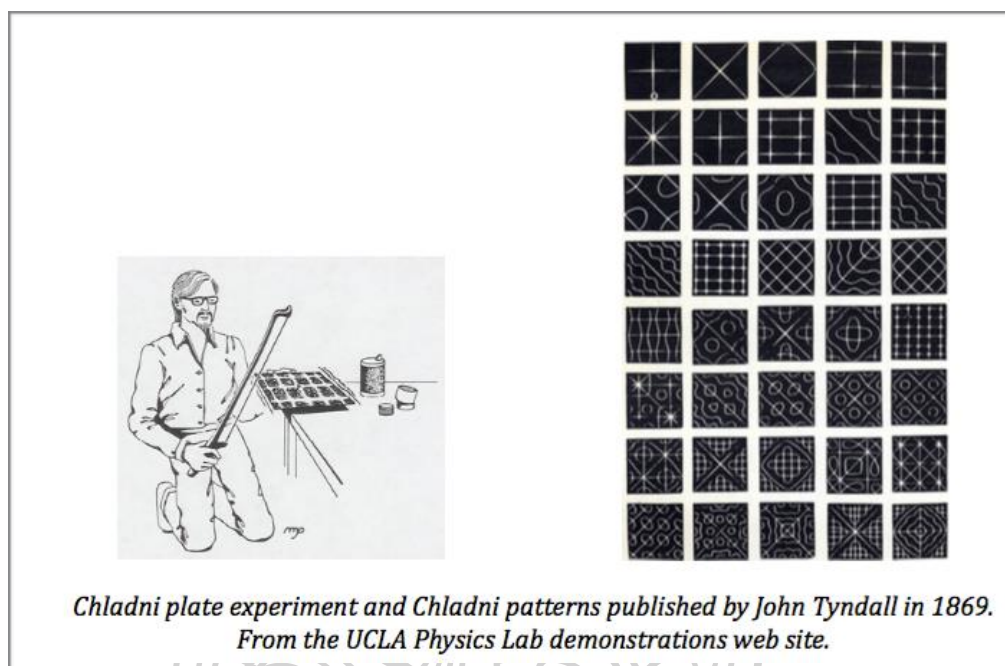 mp
Chladni plate experiment and Chladni patterns published by John Tyndall in 1869.
From the UCLA Physics Lab demonstrations web site.